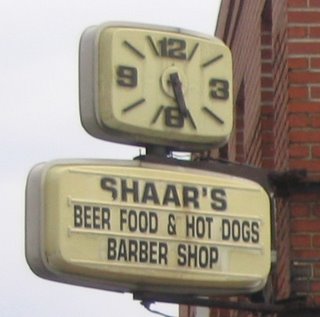 12
9 3
6
SHAAR'S
BEER FOOD & HOT DOGS
BARBER SHOP